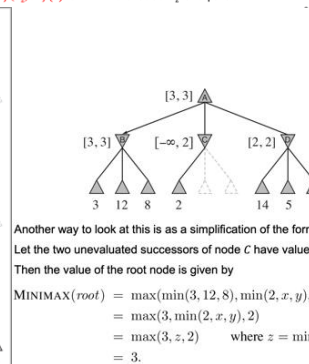 [3, 3] A
[3, 3] B [−∞, 2] C [2, 2] D
3 12 8 2 14 5
Another way to look at this is as a simplification of the
Let the two unevaluated successors of node C have
Then the value of the root node is given by
MINIMAX(root) = max(min(3, 12, 8), min(2, x, y),
= max(3, min(2, x, y), 2)
= max(3, z, 2) where z =
= 3.